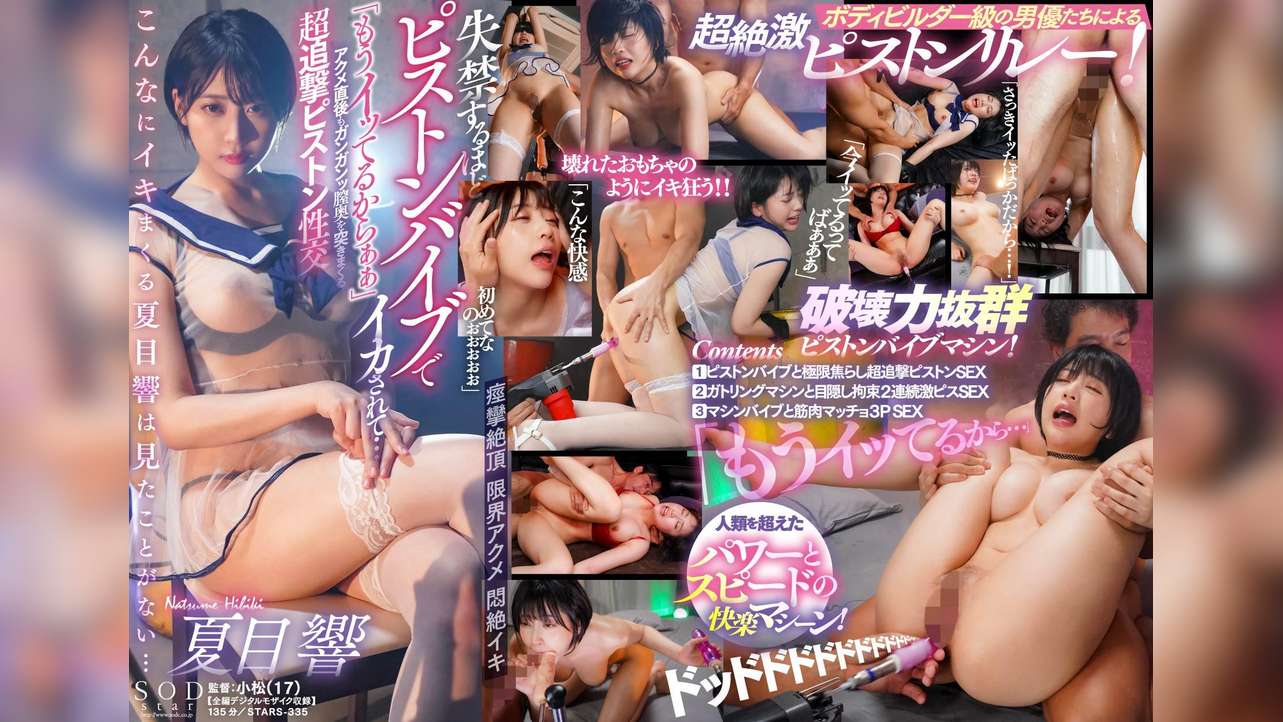 こんなにイキまくる夏目響は見たことがない…
失禁するまで
ピストンバイブで
イカされて…
「もうイッてるからぁぁ」
アクメ直後もガンガンッ膣奥を突きまくる
超追撃ピストン性交
Natsume Hibiki
夏目 響
SOD star
http://www.sod.co.jp
監督:小松(17)
【全編デジタルモザイク収録】
135分/STARS-335
痙攣絶頂 限界アクメ 悶絶イキ
超絶激
ボディビルダー級の男優たちによる
ピストンリレー!
「さっきイッたばっかだから…!」
「今イッてるって
ばぁぁぁ」
壊れたおもちゃの
ようにイキ狂う!!
「こんな快感
初めてな
のぉぉぉぉぉ」
破壊力抜群
ピストンバイブマシン!
Contents
1 ピストンバイブと極限焦らし超追撃ピストンSEX
2 ガトリングマシンと目隠し拘束2連続激ピスSEX
3 マシンバイブと筋肉マッチョ3P SEX
「もうイッてるから…」
人類を超えた
パワーと
スピードの
快楽マシーン!
ドッドドドドドドドドド